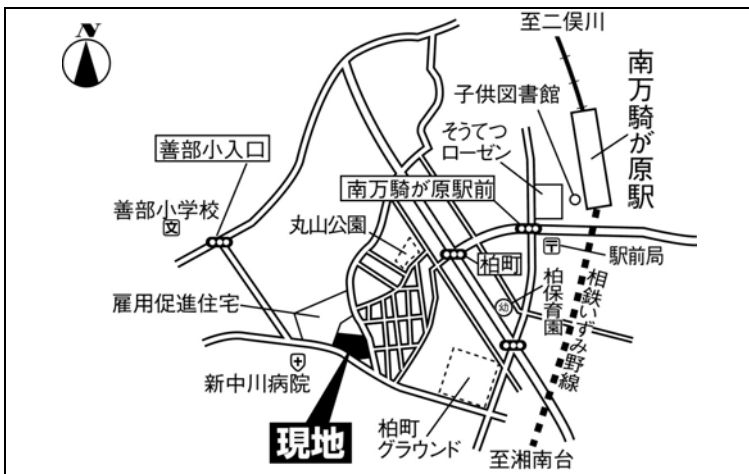 至二俣川
南万騎が原駅
子供図書館
そうてつ
ローゼン
善部小入口
南万騎が原駅前
善部小学校
文
丸山公園
柏町
〒
駅前局
雇用促進住宅
幼
柏保育園
相鉄いずみ野線
新中川病院
現地
柏町
グラウンド
至湘南台